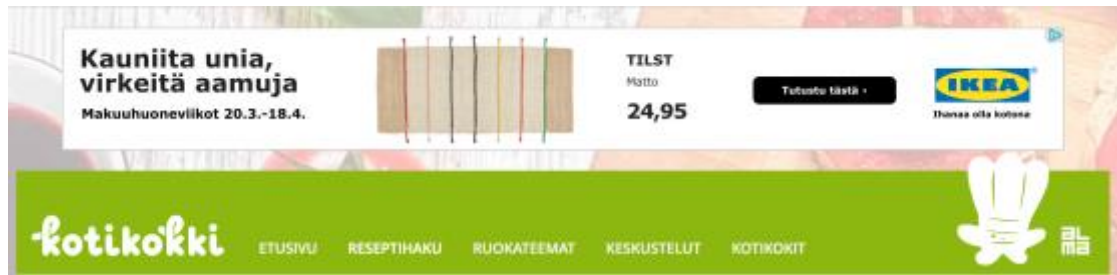 Kauniita unia,
virkeitä aamuja
Makuuhuoneviikot 20.3.-18.4.
TILST
Matto
24,95
Tutustu tästä ›
IKEA
Ihanaa olla kotona
kotikokki
ETUSIVU RESEPTIHAKU RUOKATEEMAT KESKUSTELUT KOTIKOKIT
ALMA